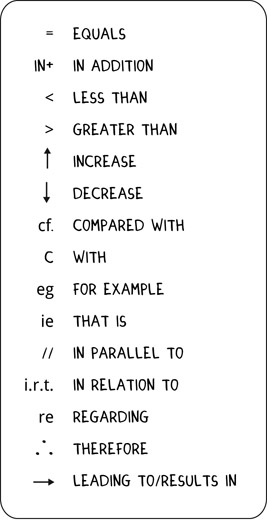 = EQUALS
IN+ IN ADDITION
< LESS THAN
> GREATER THAN
↑ INCREASE
↓ DECREASE
cf. COMPARED WITH
C WITH
eg FOR EXAMPLE
ie THAT IS
// IN PARALLEL TO
i.r.t. IN RELATION TO
re REGARDING
∴ THEREFORE
→ LEADING TO/RESULTS IN